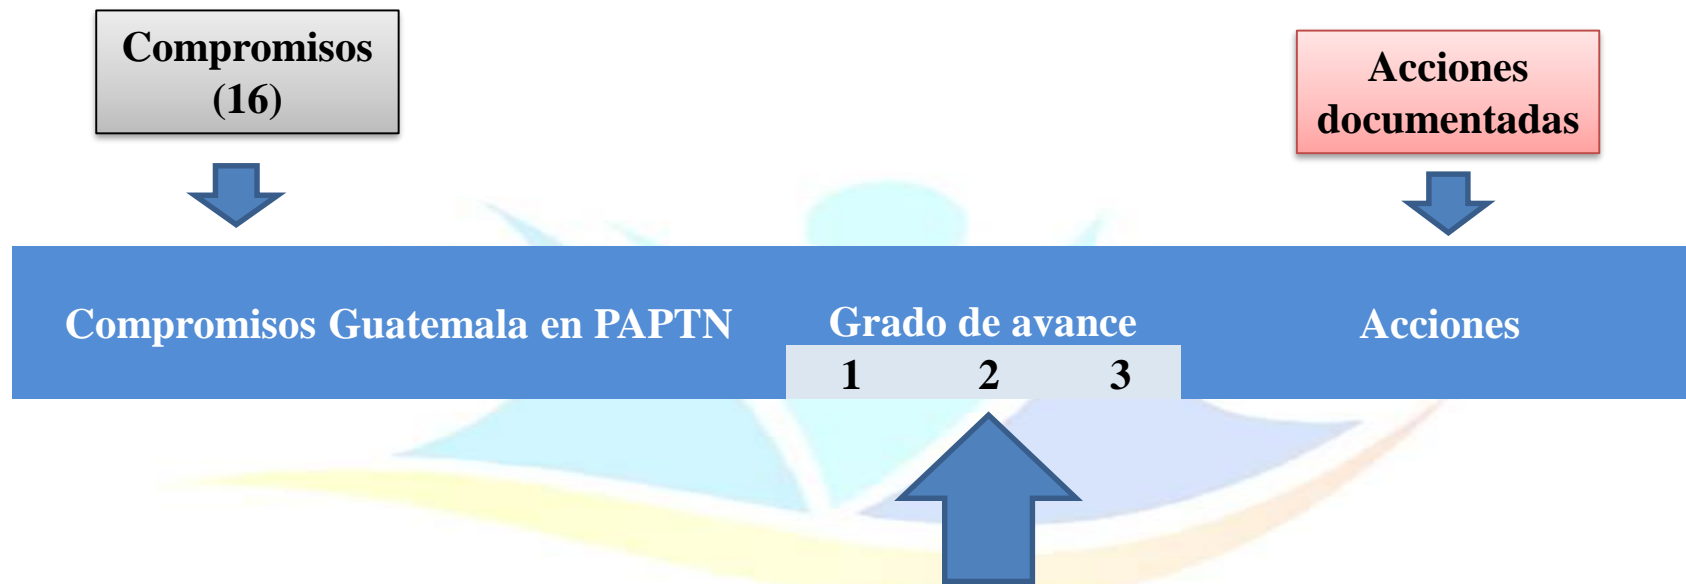 Compromisos
(16)
Acciones
documentadas
Compromisos Guatemala en PAPTN
Grado de avance
Acciones
1 2 3